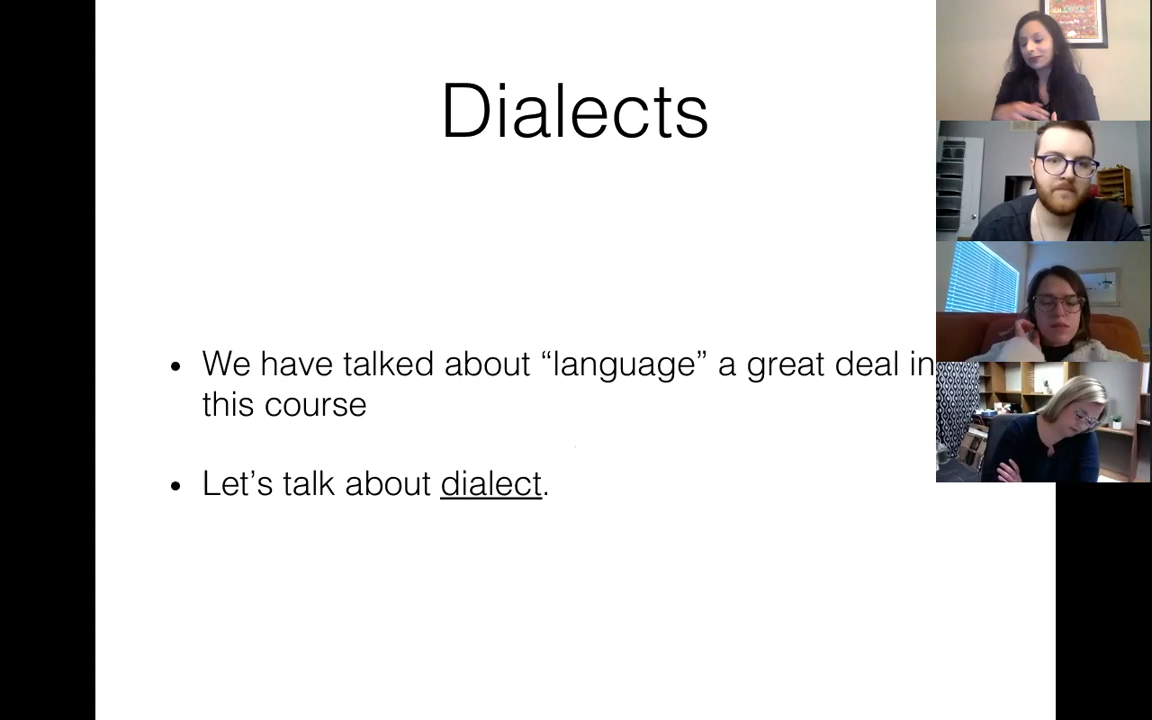 Dialects
• We have talked about “language” a great deal in
this course
• Let’s talk about dialect.